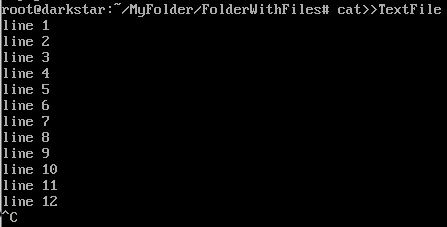 root@darkstar:~/MyFolder/FolderWithFiles# cat>>TextFile
line 1
line 2
line 3
line 4
line 5
line 6
line 7
line 8
line 9
line 10
line 11
line 12
^C